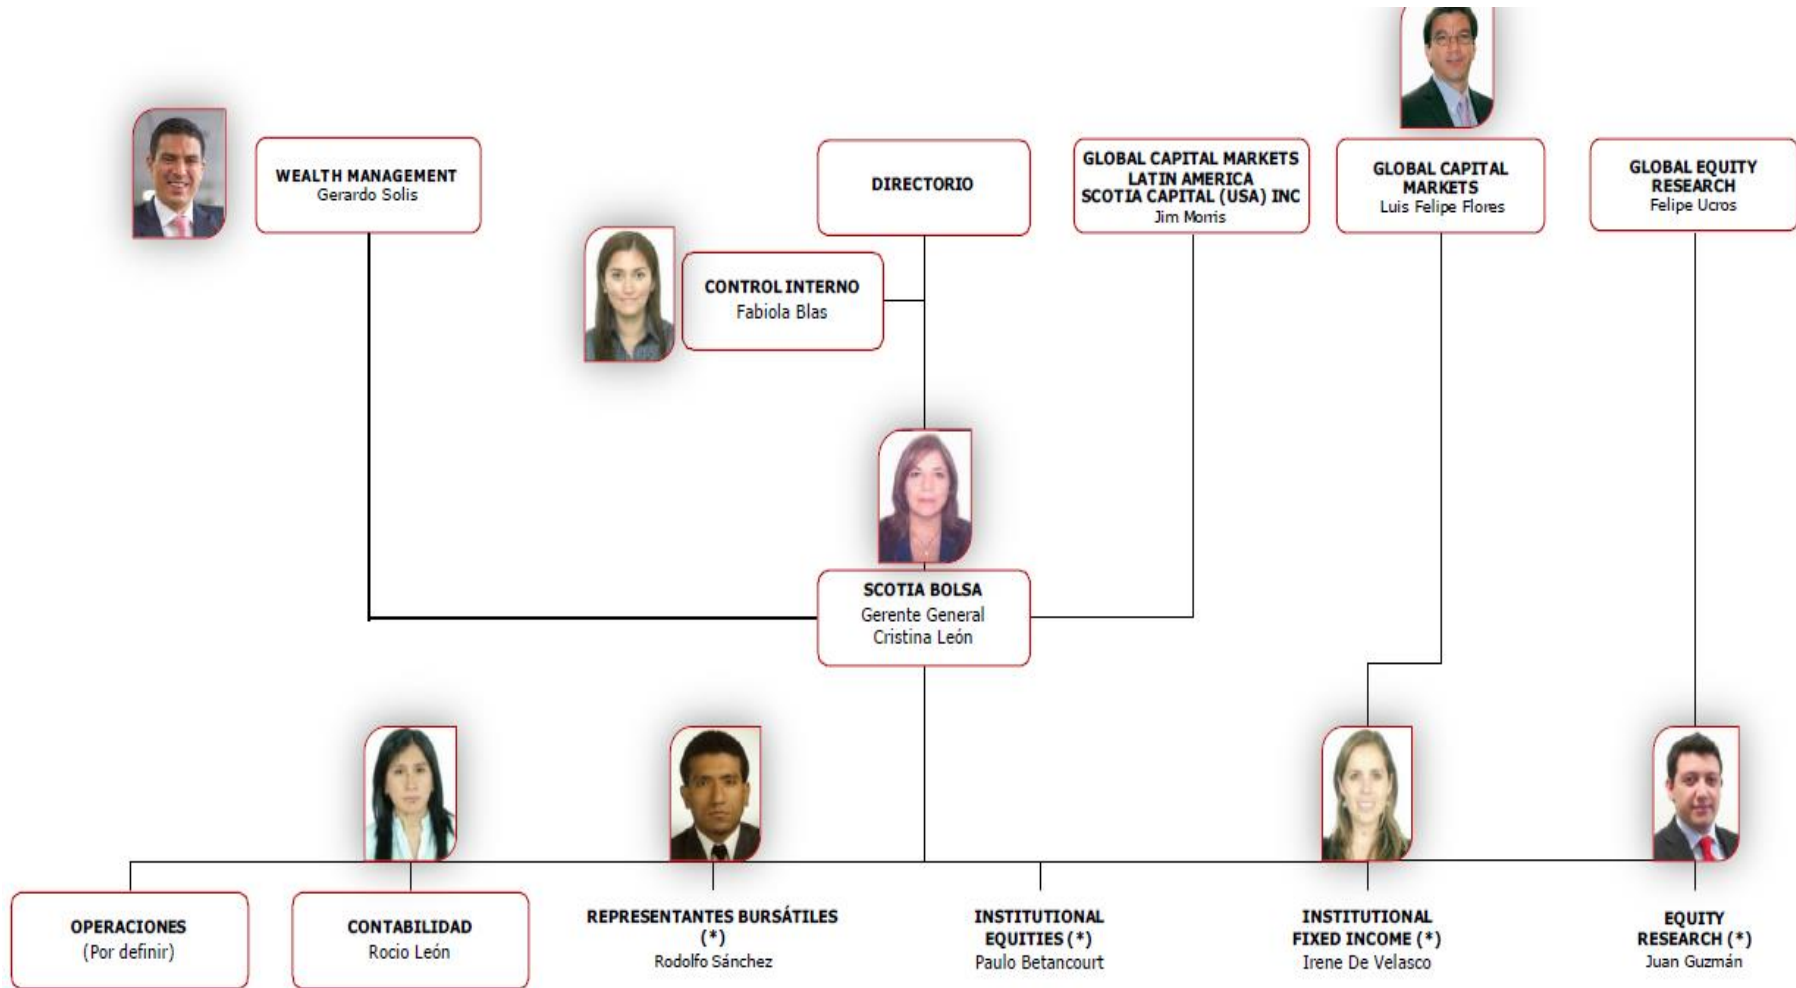 WEALTH MANAGEMENT
Gerardo Solis
DIRECTORIO
GLOBAL CAPITAL MARKETS
LATIN AMERICA
SCOTIA CAPITAL (USA) INC
Jim Morris
GLOBAL CAPITAL
MARKETS
Luis Felipe Flores
GLOBAL EQUITY
RESEARCH
Felipe Ucros
CONTROL INTERNO
Fabiola Blas
SCOTIA BOLSA
Gerente General
Cristina León
OPERACIONES
(Por definir)
CONTABILIDAD
Rocio León
REPRESENTANTES BURSÁTILES
(*)
Rodolfo Sánchez
INSTITUTIONAL
EQUITIES (*)
Paulo Betancourt
INSTITUTIONAL
FIXED INCOME (*)
Irene De Velasco
EQUITY
RESEARCH (*)
Juan Guzmán